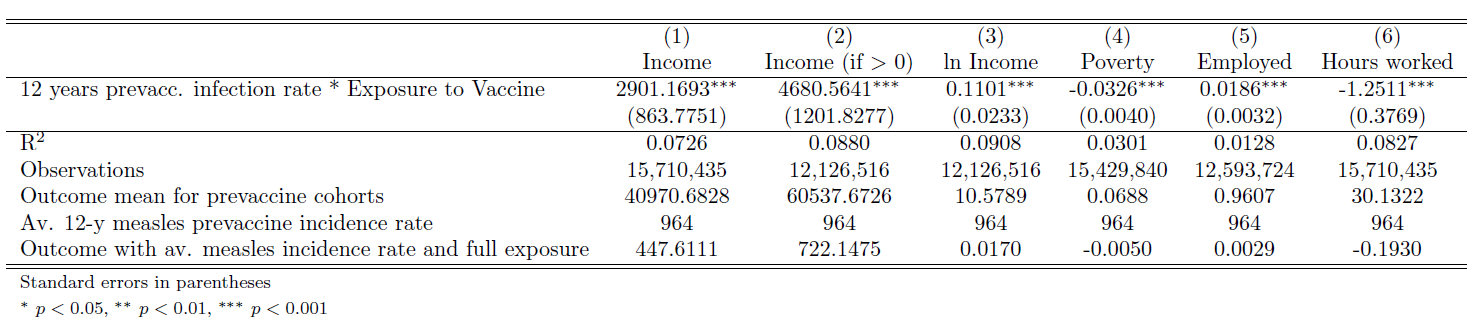 (1) (2) (3) (4) (5) (6)
Income Income (if > 0) ln Income Poverty Employed Hours worked
12 years prevacc. infection rate * Exposure to Vaccine 2901.1693*** 4680.5641*** 0.1101*** -0.0326*** 0.0186*** -1.2511***
(863.7751) (1201.8277) (0.0233) (0.0040) (0.0032) (0.3769)
R² 0.0726 0.0880 0.0908 0.0301 0.0128 0.0827
Observations 15,710,435 12,126,516 12,126,516 15,429,840 12,593,724 15,710,435
Outcome mean for prevaccine cohorts 40970.6828 60537.6726 10.5789 0.0688 0.9607 30.1322
Av. 12-y measles prevaccine incidence rate 964 964 964 964 964 964
Outcome with av. measles incidence rate and full exposure 447.6111 722.1475 0.0170 -0.0050 0.0029 -0.1930
Standard errors in parentheses
* p < 0.05, ** p < 0.01, *** p < 0.001